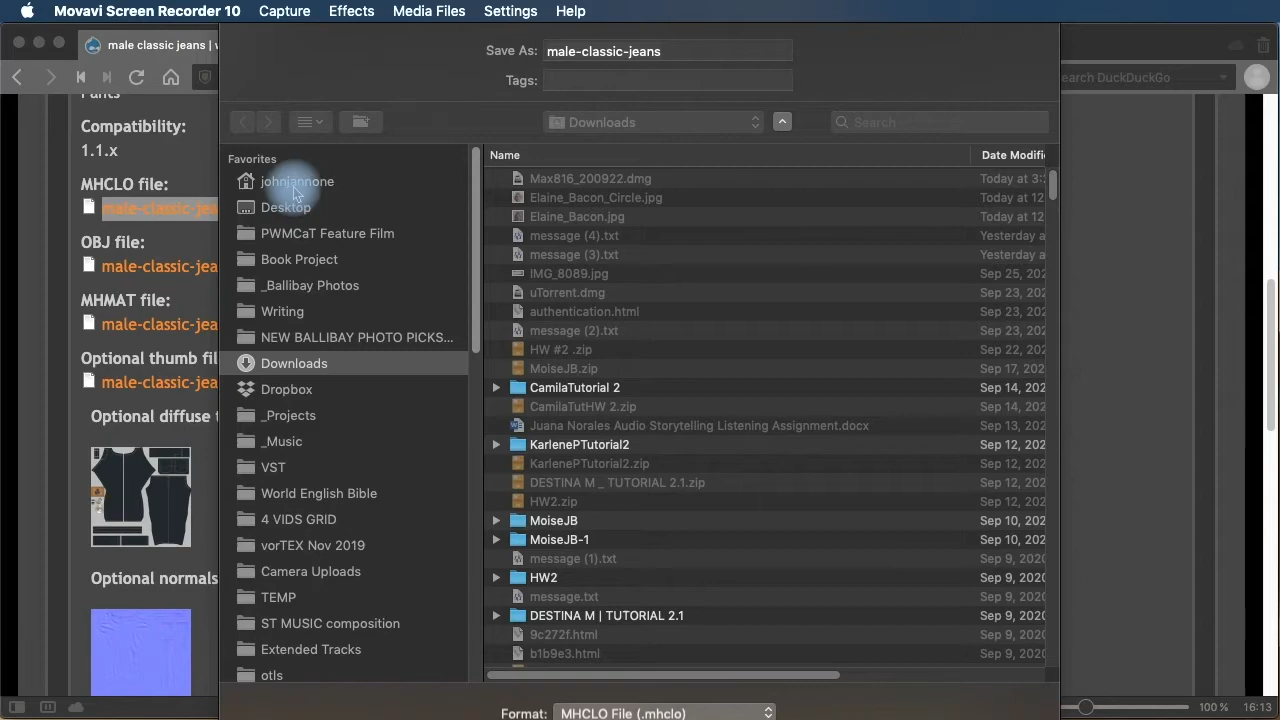 Movavi Screen Recorder 10 Capture Effects Media Files Settings Help
male classic jeans |
Search DuckDuckGo
Save As: male-classic-jeans
Tags:
Downloads
Search
Pants
Compatibility:
1.1.x
MHCLO file:
male-classic-jea
OBJ file:
male-classic-jea
MHMAT file:
male-classic-jea
Optional thumb fil
male-classic-jea
Optional diffuse t
Optional normals
Favorites
johniannone
Desktop
PWMCaT Feature Film
Book Project
_Ballibay Photos
Writing
NEW BALLIBAY PHOTO PICKS...
Downloads
Dropbox
_Projects
_Music
VST
World English Bible
4 VIDS GRID
vorTEX Nov 2019
Camera Uploads
TEMP
ST MUSIC composition
Extended Tracks
otls
Name Date Modifi
Max816_200922.dmg Today at 3:
Elaine_Bacon_Circle.jpg Today at 12
Elaine_Bacon.jpg Today at 12
message (4).txt Yesterday a
message (3).txt Yesterday a
IMG_8089.jpg Sep 25, 202
uTorrent.dmg Sep 23, 202
authentication.html Sep 23, 202
message (2).txt Sep 23, 202
HW #2 .zip Sep 22, 202
MoiseJB.zip Sep 17, 202
CamilaTutorial 2 Sep 14, 202
CamilaTutHW 2.zip Sep 14, 202
Juana Norales Audio Storytelling Listening Assignment.docx Sep 13, 202
KarlenePTutorial2 Sep 12, 202
KarlenePTutorial2.zip Sep 12, 202
DESTINA M _ TUTORIAL 2.1.zip Sep 12, 202
HW2.zip Sep 12, 202
MoiseJB Sep 10, 202
MoiseJB-1 Sep 10, 202
message (1).txt Sep 9, 2020
HW2 Sep 9, 2020
message.txt Sep 9, 2020
DESTINA M | TUTORIAL 2.1 Sep 9, 2020
9c272f.html Sep 9, 2020
b1b9e3.html Sep 9, 2020
Format: MHCLO File (.mhclo)
100 % 16:13